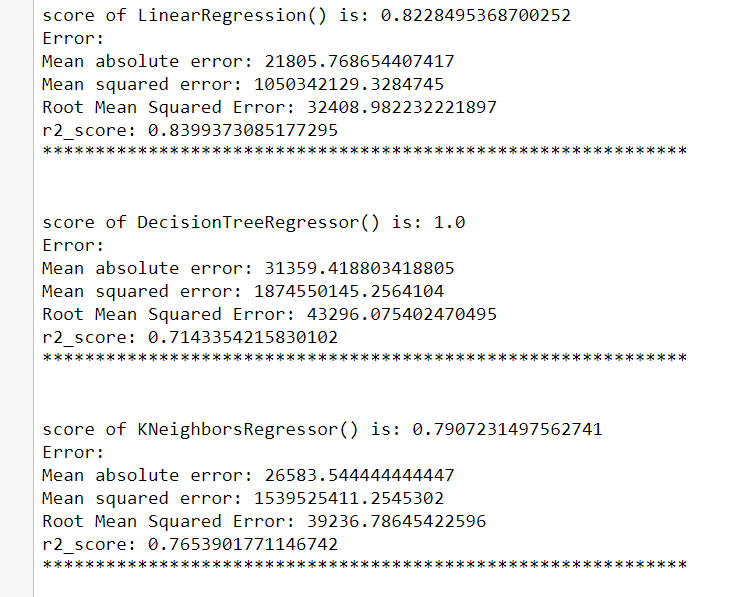 score of LinearRegression() is: 0.8228495368700252
Error:
Mean absolute error: 21805.768654407417
Mean squared error: 1050342129.3284745
Root Mean Squared Error: 32408.982232221897
r2_score: 0.8399373085177295
*************************************************************
score of DecisionTreeRegressor() is: 1.0
Error:
Mean absolute error: 31359.418803418805
Mean squared error: 1874550145.2564104
Root Mean Squared Error: 43296.075402470495
r2_score: 0.7143354215830102
*************************************************************
score of KNeighborsRegressor() is: 0.7907231497562741
Error:
Mean absolute error: 26583.544444444447
Mean squared error: 1539525411.2545302
Root Mean Squared Error: 39236.78645422596
r2_score: 0.7653901771146742
*************************************************************